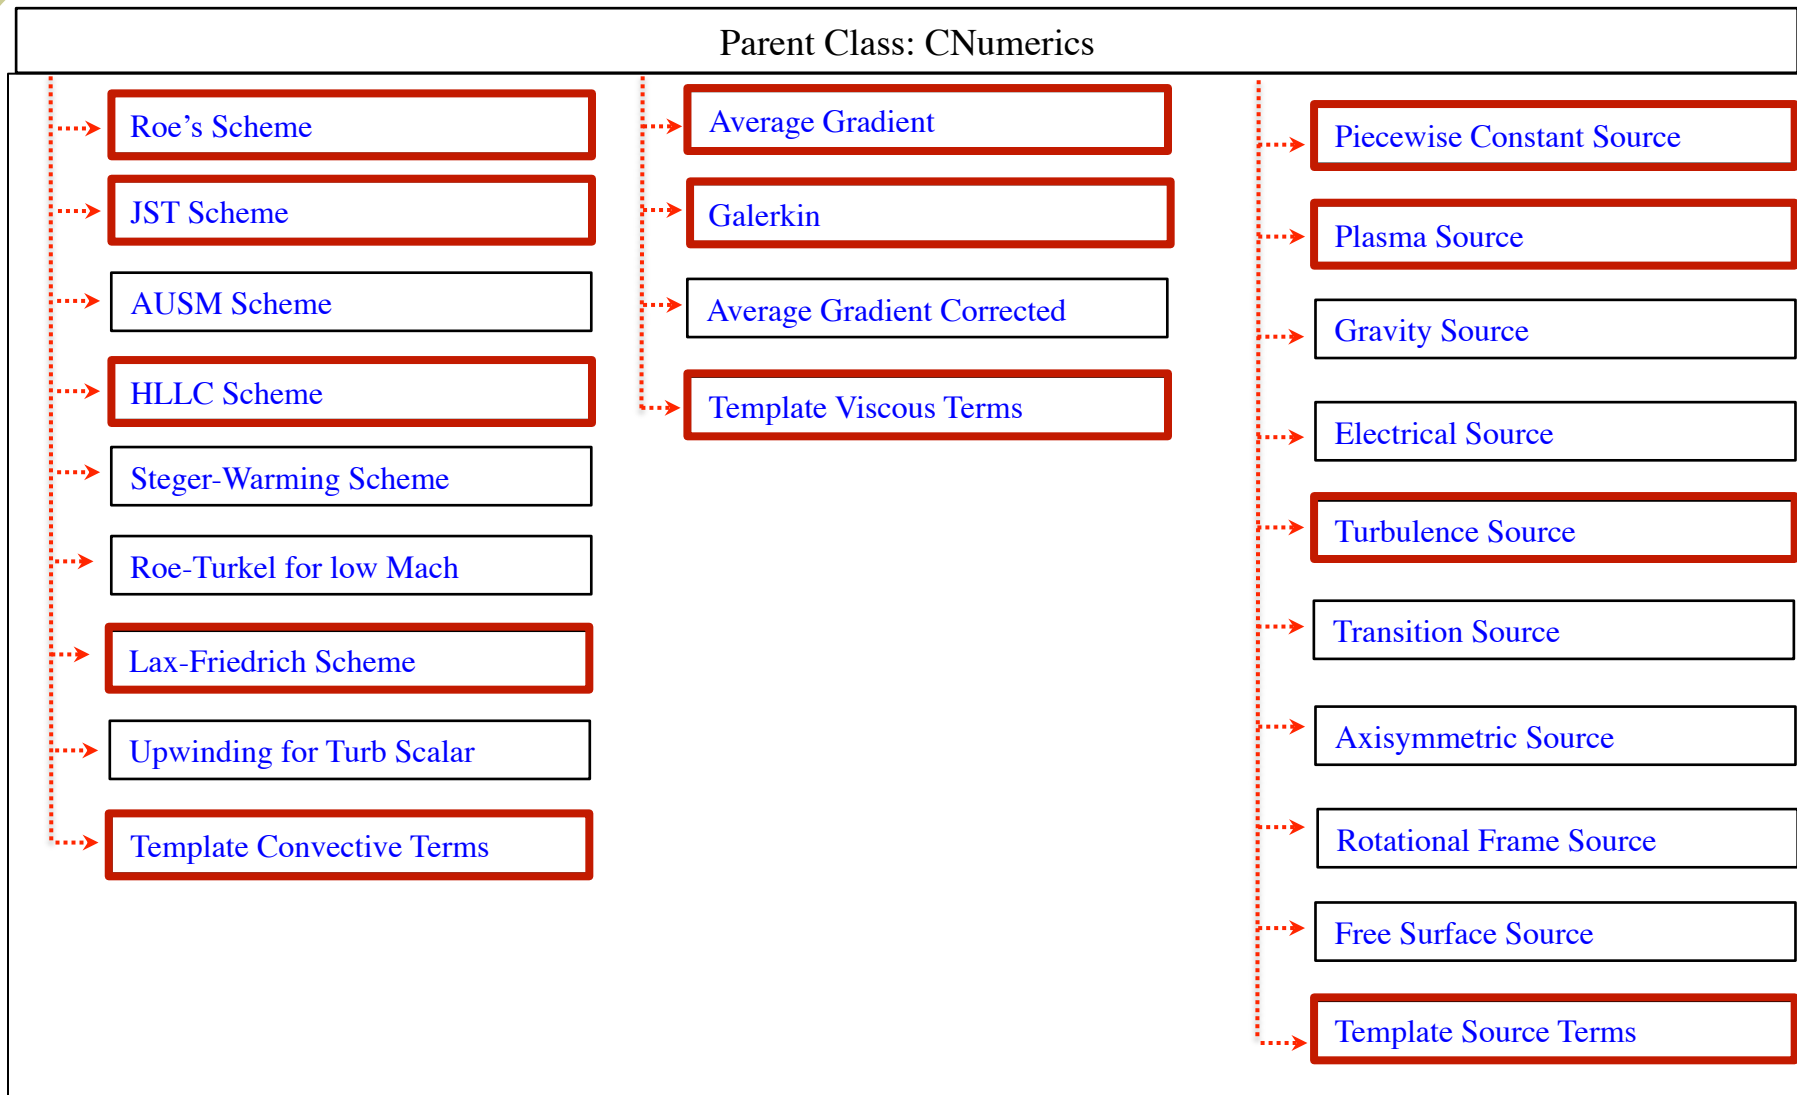 Parent Class: CNumerics
Roe’s Scheme
JST Scheme
AUSM Scheme
HLLC Scheme
Steger-Warming Scheme
Roe-Turkel for low Mach
Lax-Friedrich Scheme
Upwinding for Turb Scalar
Template Convective Terms
Average Gradient
Galerkin
Average Gradient Corrected
Template Viscous Terms
Piecewise Constant Source
Plasma Source
Gravity Source
Electrical Source
Turbulence Source
Transition Source
Axisymmetric Source
Rotational Frame Source
Free Surface Source
Template Source Terms